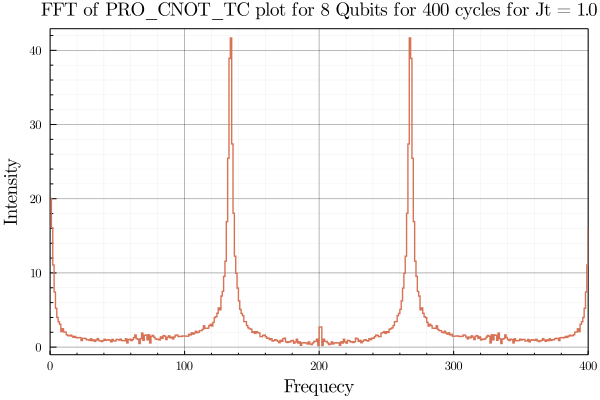 FFT of PRO_CNOT_TC plot for 8 Qubits for 400 cycles for Jt = 1.0
Intensity
40
30
20
10
0
0 100 200 300 400
Frequecy